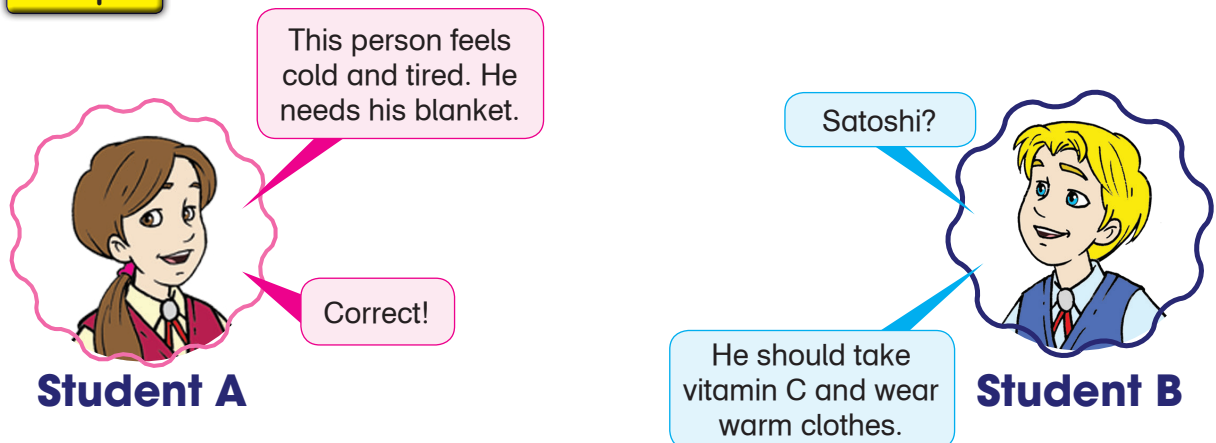 This person feels
cold and tired. He
needs his blanket.
Satoshi?
Correct!
He should take
vitamin C and wear
warm clothes.
Student A
Student B